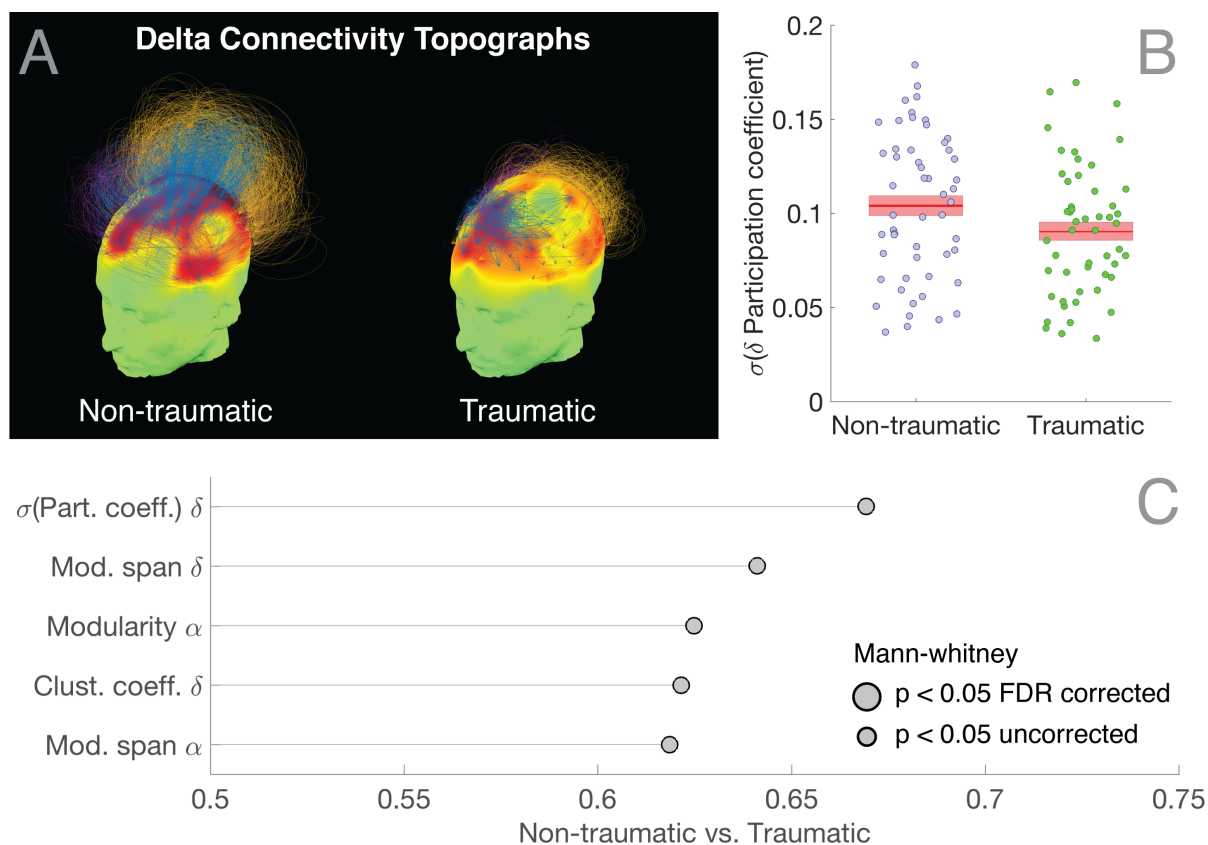 A
Delta Connectivity Topographs
Non-traumatic
Traumatic
B
σ(δ Participation coefficient)
0.2
0.15
0.1
0.05
0
Non-traumatic
Traumatic
C
σ(Part. coeff.) δ
Mod. span δ
Modularity α
Clust. coeff. δ
Mod. span α
Mann-whitney
p < 0.05 FDR corrected
p < 0.05 uncorrected
0.5
0.55
0.6
0.65
0.7
0.75
Non-traumatic vs. Traumatic